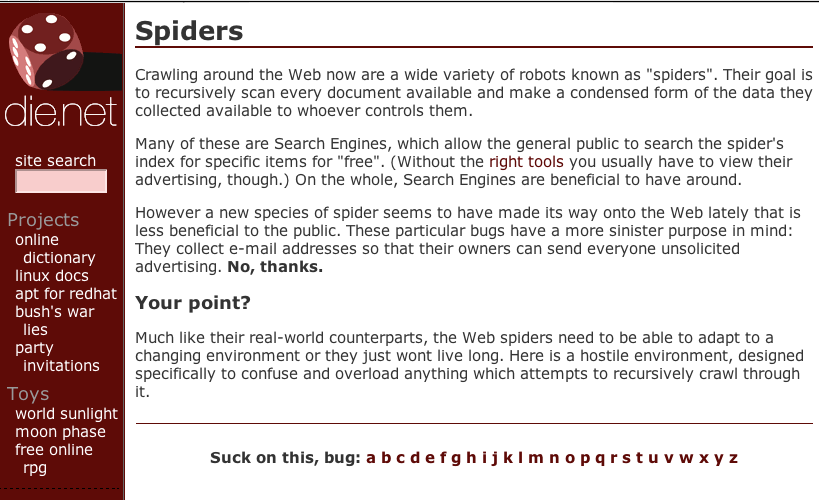 die.net
site search
Projects
online
dictionary
linux docs
apt for redhat
bush's war
lies
party
invitations
Toys
world sunlight
moon phase
free online
rpg
Spiders
Crawling around the Web now are a wide variety of robots known as "spiders". Their goal is
to recursively scan every document available and make a condensed form of the data they
collected available to whoever controls them.
Many of these are Search Engines, which allow the general public to search the spider's
index for specific items for "free". (Without the right tools you usually have to view their
advertising, though.) On the whole, Search Engines are beneficial to have around.
However a new species of spider seems to have made its way onto the Web lately that is
less beneficial to the public. These particular bugs have a more sinister purpose in mind:
They collect e-mail addresses so that their owners can send everyone unsolicited
advertising. No, thanks.
Your point?
Much like their real-world counterparts, the Web spiders need to be able to adapt to a
changing environment or they just wont live long. Here is a hostile environment, designed
specifically to confuse and overload anything which attempts to recursively crawl through
it.
Suck on this, bug: a b c d e f g h i j k l m n o p q r s t u v w x y z